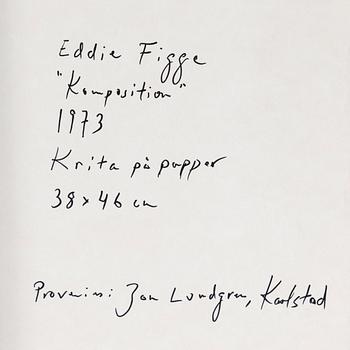 Eddie Figge
"Komposition"
1973
Krita på papper
38 x 46 cm
Proveniens: Jan Lundgren, Karlstad